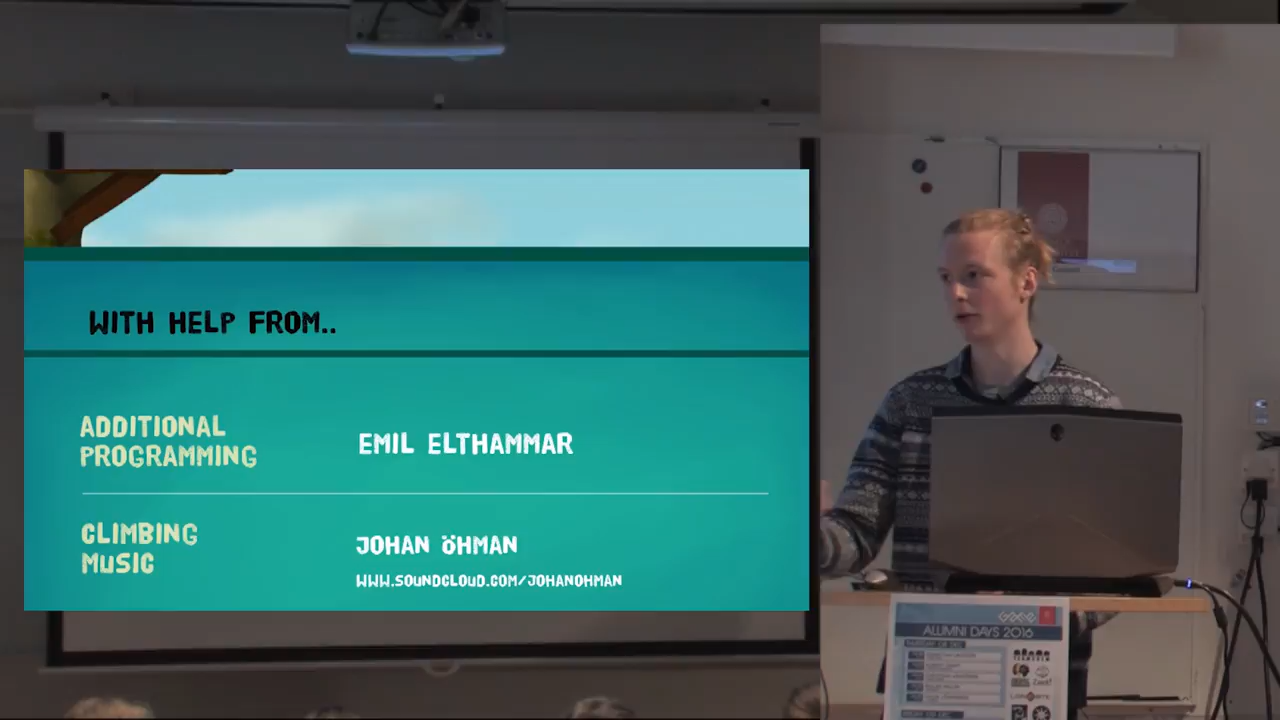 WITH HELP FROM..
ADDITIONAL
PROGRAMMING
EMIL ELTHAMMAR
CLIMBING
MUSIC
JOHAN ÖHMAN
WWW.SOUNDCLOUD.COM/JOHANOHMAN
ALUMNI DAYS 2016